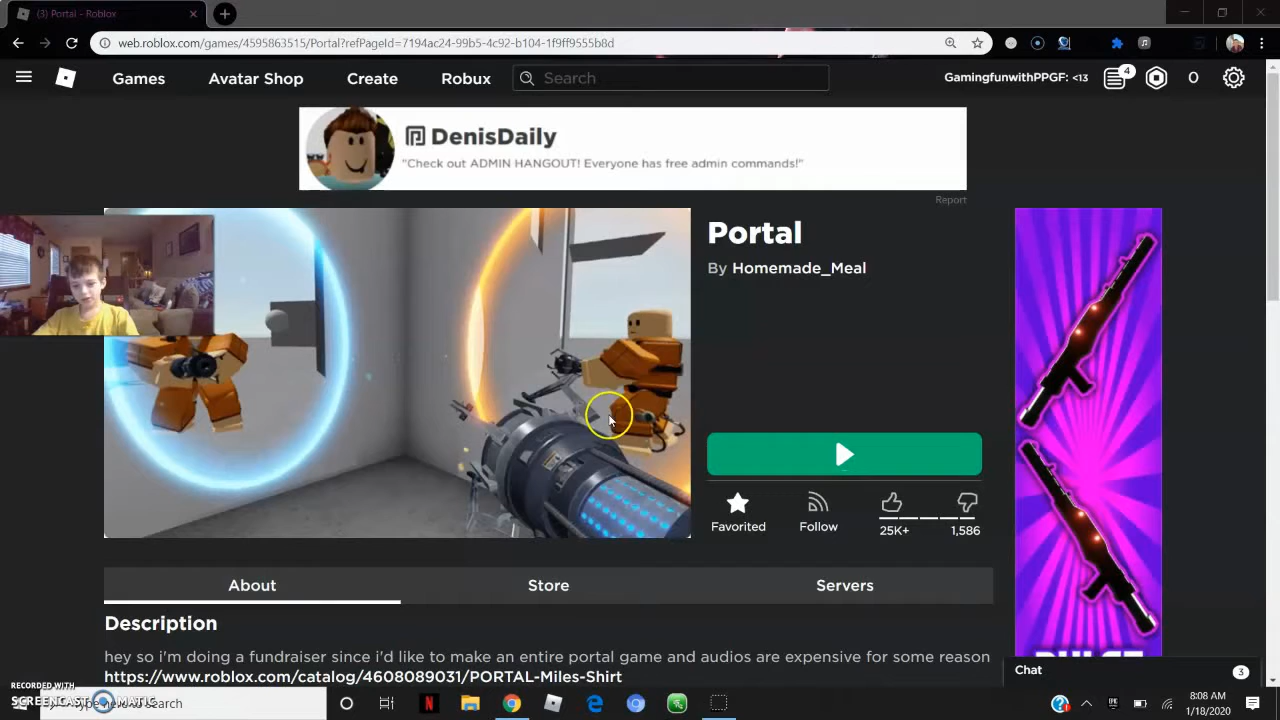 (3) Portal - Roblox
web.roblox.com/games/4595863515/Portal?refPageId=7194ac24-99b5-4c92-b104-1f9ff9555b8d
Games
Avatar Shop
Create
Robux
Search
GamingfunwithPPGF: <13
4
0
DenisDaily
"Check out ADMIN HANGOUT! Everyone has free admin commands!"
Report
Portal
By Homemade_Meal
Favorited
Follow
25K+
1,586
About
Store
Servers
Description
hey so i'm doing a fundraiser since i'd like to make an entire portal game and audios are expensive for some reason
https://www.roblox.com/catalog/4608089031/PORTAL-Miles-Shirt
Chat
3
RECORDED WITH
SCREENCAST MATIC
here to search
8:08 AM
1/18/2020